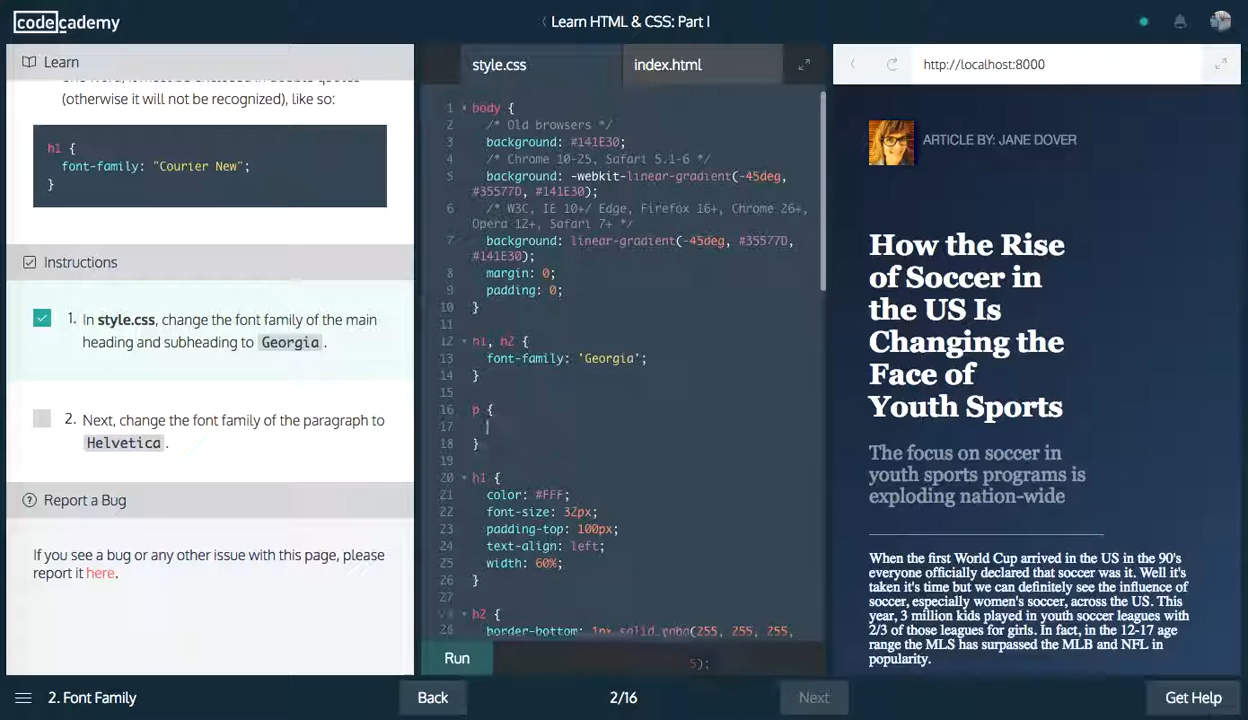 codecademy
Learn HTML & CSS: Part I
Learn
(otherwise it will not be recognized), like so:
h1 {
font-family: "Courier New";
}
Instructions
1. In style.css, change the font family of the main
heading and subheading to Georgia.
2. Next, change the font family of the paragraph to
Helvetica.
Report a Bug
If you see a bug or any other issue with this page, please
report it here.
style.css
index.html
1 body {
2 /* Old browsers */
3 background: #141E30;
4 /* Chrome 10-25, Safari 5.1-6 */
5 background: -webkit-linear-gradient(-45deg,
#35577D, #141E30);
6 /* W3C, IE 10+/ Edge, Firefox 16+, Chrome 26+,
Opera 12+, Safari 7+ */
7 background: linear-gradient(-45deg, #35577D,
#141E30);
8 margin: 0;
9 padding: 0;
10 }
11
12 h1, h2 {
13 font-family: 'Georgia';
14 }
15
16 p {
17
18 }
19
20 h1 {
21 color: #FFF;
22 font-size: 32px;
23 padding-top: 100px;
24 text-align: left;
25 width: 60%;
26 }
27
28 h2 {
border-bottom: 1px solid rgba(255, 255, 255,
5);
Run
http://localhost:8000
ARTICLE BY: JANE DOVER
How the Rise
of Soccer in
the US Is
Changing the
Face of
Youth Sports
The focus on soccer in
youth sports programs is
exploding nation-wide
When the first World Cup arrived in the US in the 90's
everyone officially declared that soccer was it. Well it's
taken it's time but we can definitely see the influence of
soccer, especially women's soccer, across the US. This
year, 3 million kids played in youth soccer leagues with
2/3 of those leagues for girls. In fact, in the 12-17 age
range the MLS has surpassed the MLB and NFL in
popularity.
2. Font Family
Back
2/16
Next
Get Help